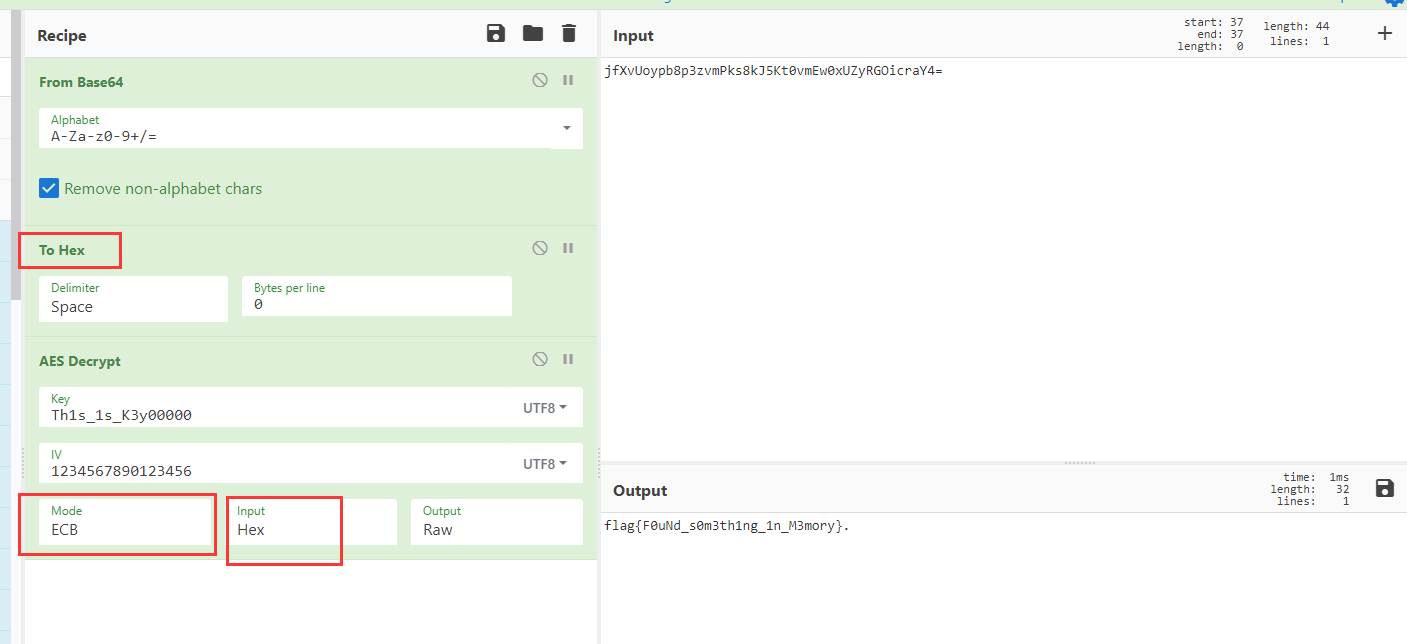 Recipe
From Base64
Alphabet
A-Za-z0-9+/=
Remove non-alphabet chars
To Hex
Delimiter
Space
Bytes per line
0
AES Decrypt
Key
Th1s_1s_K3y00000
UTF8
IV
1234567890123456
UTF8
Mode
ECB
Input
Hex
Output
Raw
Input
start: 37
end: 37
length: 0
length: 44
lines: 1
+
jfXvUoypb8p3zvmPks8kJ5Kt0vmEw0xUZyRGOicraY4=
Output
time: 1ms
length: 32
lines: 1
flag{F0uNd_s0m3th1ng_1n_M3mory}.